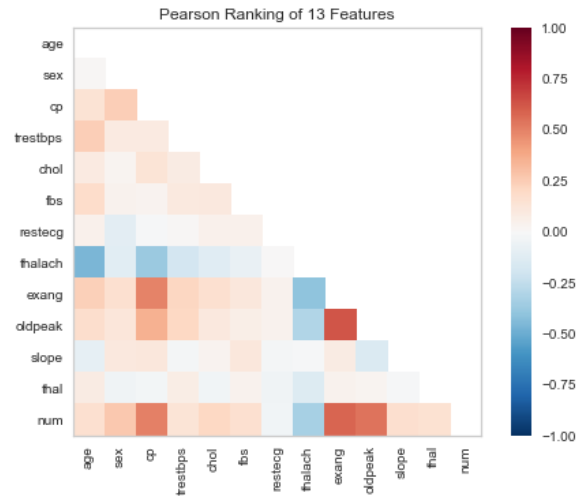 Pearson Ranking of 13 Features
age
sex
cp
trestbps
chol
fbs
restecg
thalach
exang
oldpeak
slope
thal
num
age
sex
cp
trestbps
chol
fbs
restecg
thalach
exang
oldpeak
slope
thal
num
1.00
0.75
0.50
0.25
0.00
−0.25
−0.50
−0.75
−1.00